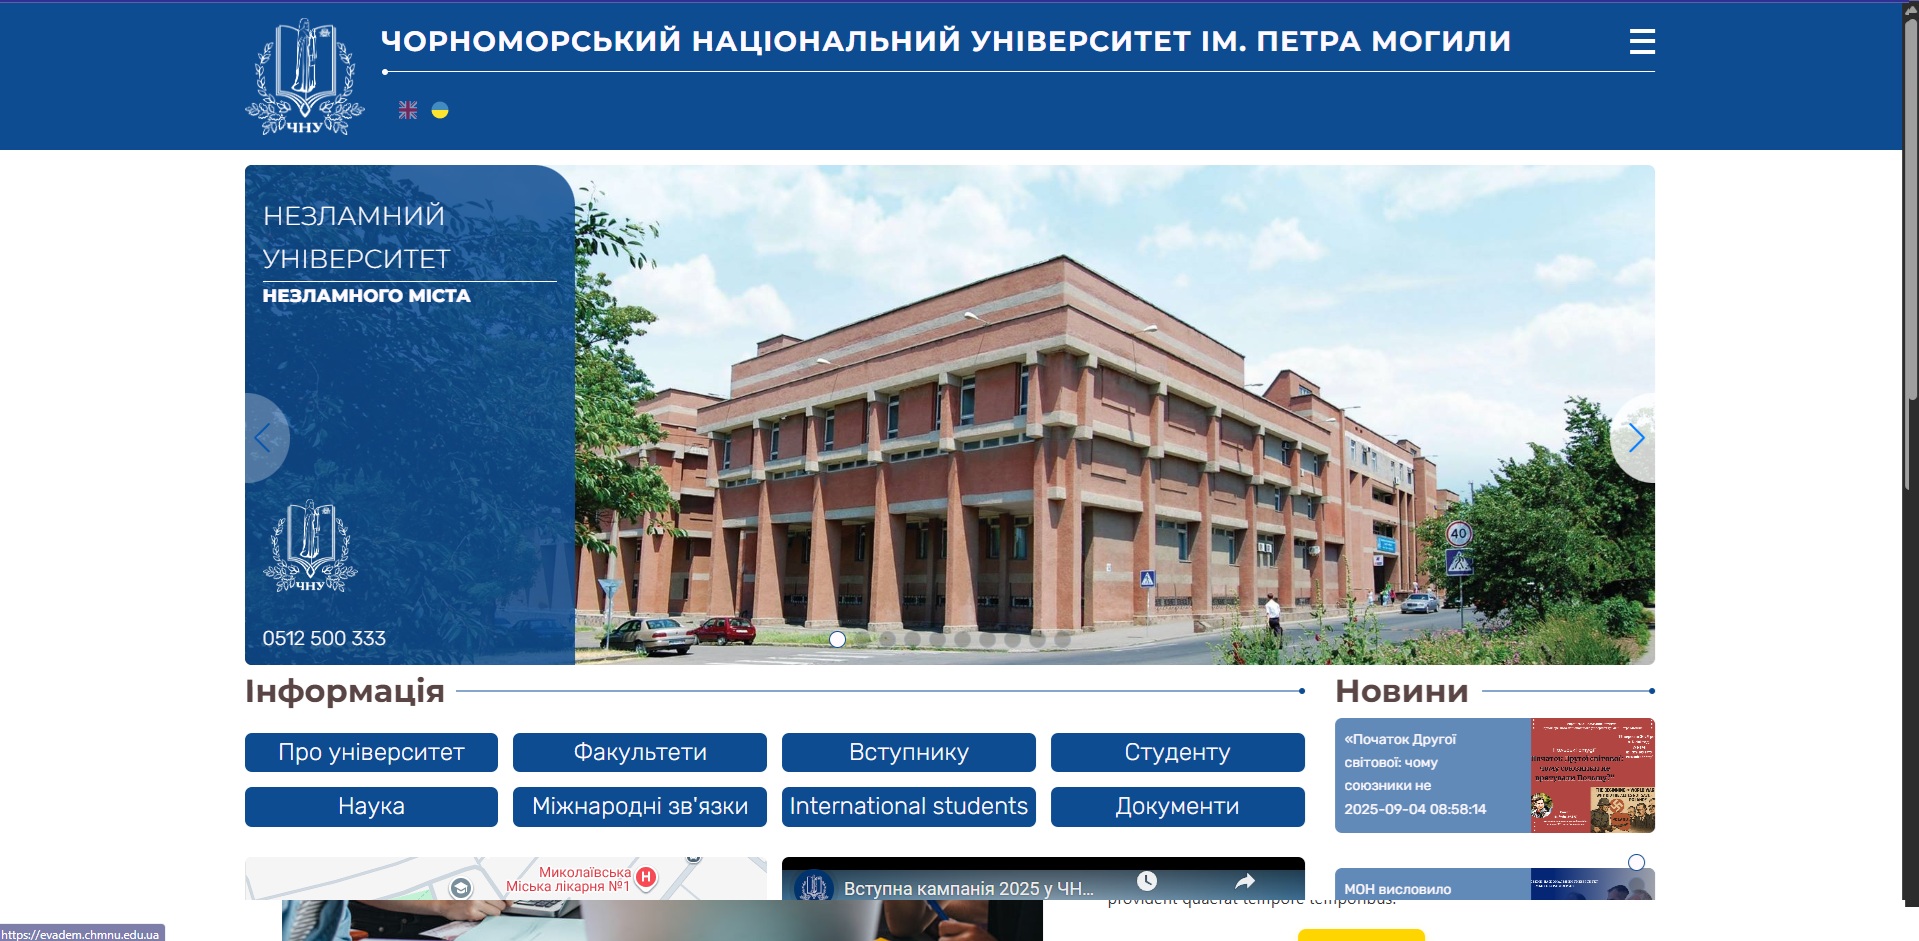 ЧОРНОМОРСЬКИЙ НАЦІОНАЛЬНИЙ УНІВЕРСИТЕТ ІМ. ПЕТРА МОГИЛИ
ЧНУ
НЕЗЛАМНИЙ
УНІВЕРСИТЕТ
НЕЗЛАМНОГО МІСТА
40
ЧНУ
0512 500 333
Інформація
Новини
Про університет
Факультети
Вступнику
Студенту
Наука
Міжнародні зв'язки
International students
Документи
«Початок Другої
світової: чому
союзники не
2025-09-04 08:58:14
Миколаївська
Міська лікарня №1
H
Вступна кампанія 2025 у ЧН...
МОН висловило
provident quaerat tempore temporibus.
https://evadem.chmnu.edu.ua